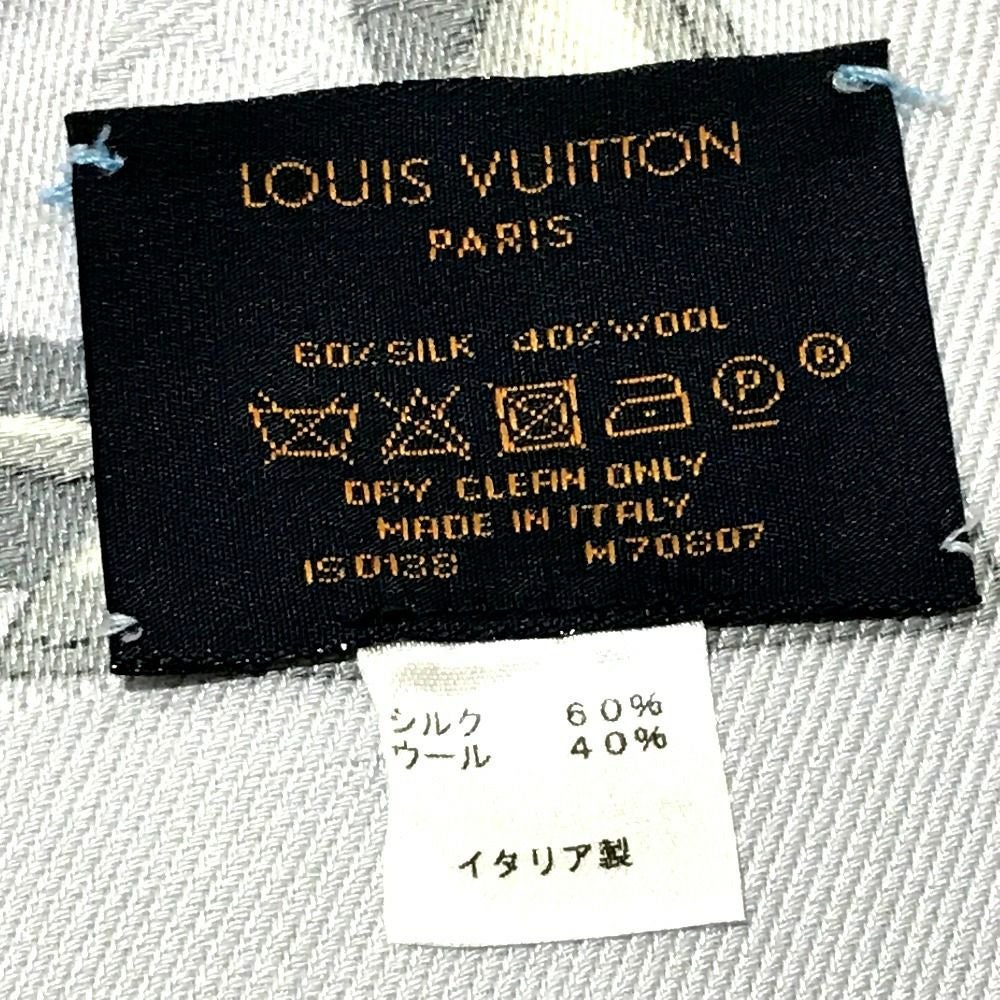 LOUIS VUITTON
PARIS
60% SILK 40% WOOL
P ®
DRY CLEAN ONLY
MADE IN ITALY
IS0138 M70807
シルク 60%
ウール 40%
イタリア製